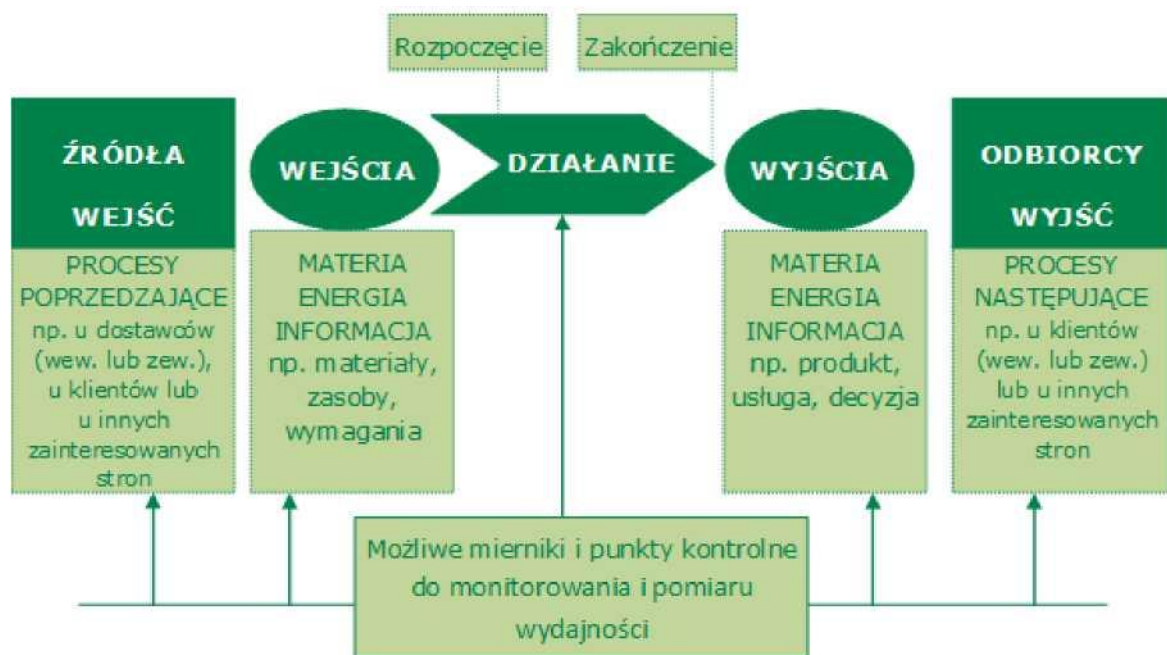 Rozpoczęcie
Zakończenie
ŹRÓDŁA
WEJŚĆ
WEJŚCIA
DZIAŁANIE
WYJŚCIA
ODBIORCY
WYJŚĆ
PROCESY
POPRZEDZAJĄCE
np. u dostawców
(wew. lub zew.),
u klientów lub
u innych
zainteresowanych
stron
MATERIA
ENERGIA
INFORMACJA
np. materiały,
zasoby,
wymagania
MATERIA
ENERGIA
INFORMACJA
np. produkt,
usługa, decyzja
PROCESY
NASTĘPUJĄCE
np. u klientów
(wew. lub zew.)
lub u innych
zainteresowanych
stron
Możliwe mierniki i punkty kontrolne
do monitorowania i pomiaru
wydajności